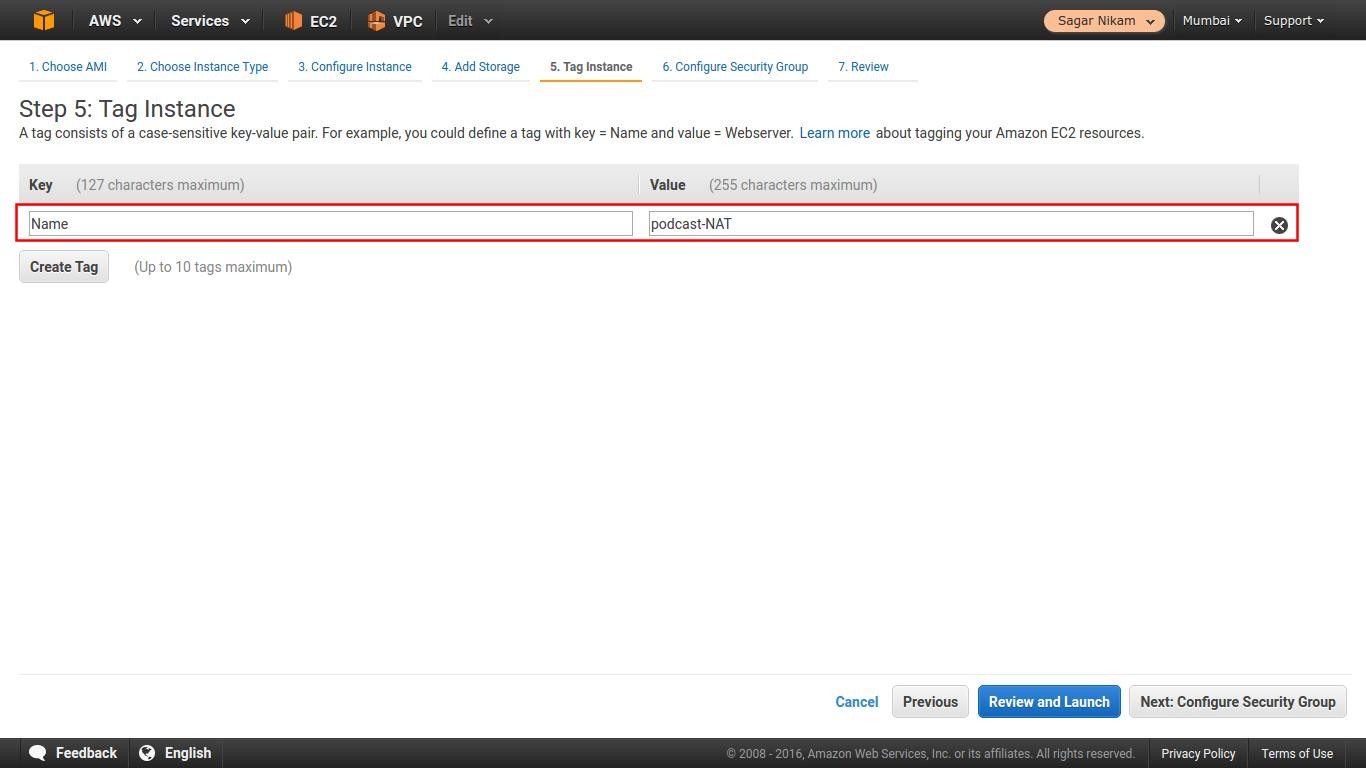 AWS Services EC2 VPC Edit Sagar Nikam Mumbai Support
1. Choose AMI 2. Choose Instance Type 3. Configure Instance 4. Add Storage 5. Tag Instance 6. Configure Security Group 7. Review
Step 5: Tag Instance
A tag consists of a case-sensitive key-value pair. For example, you could define a tag with key = Name and value = Webserver. Learn more about tagging your Amazon EC2 resources.
Key (127 characters maximum) Value (255 characters maximum)
Name podcast-NAT
Create Tag (Up to 10 tags maximum)
Cancel Previous Review and Launch Next: Configure Security Group
Feedback English © 2008 - 2016, Amazon Web Services, Inc. or its affiliates. All rights reserved. Privacy Policy Terms of Use